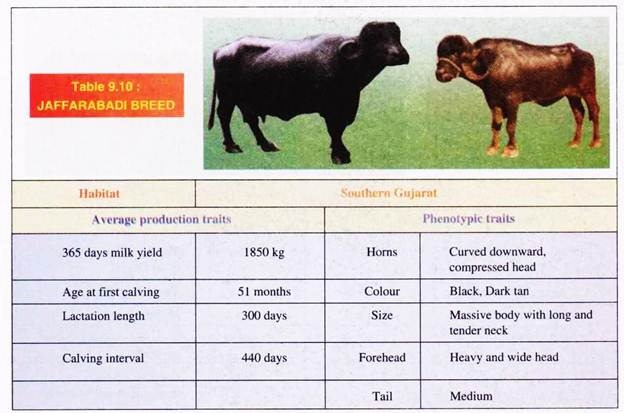 Table 9.10 :
JAFFARABADI BREED
Habitat
Southern Gujarat
Average production traits
Phenotypic traits
365 days milk yield
1850 kg
Horns
Curved downward,
compressed head
Age at first calving
51 months
Colour
Black, Dark tan
Lactation length
300 days
Size
Massive body with long and
tender neck
Calving interval
440 days
Forehead
Heavy and wide head
Tail
Medium